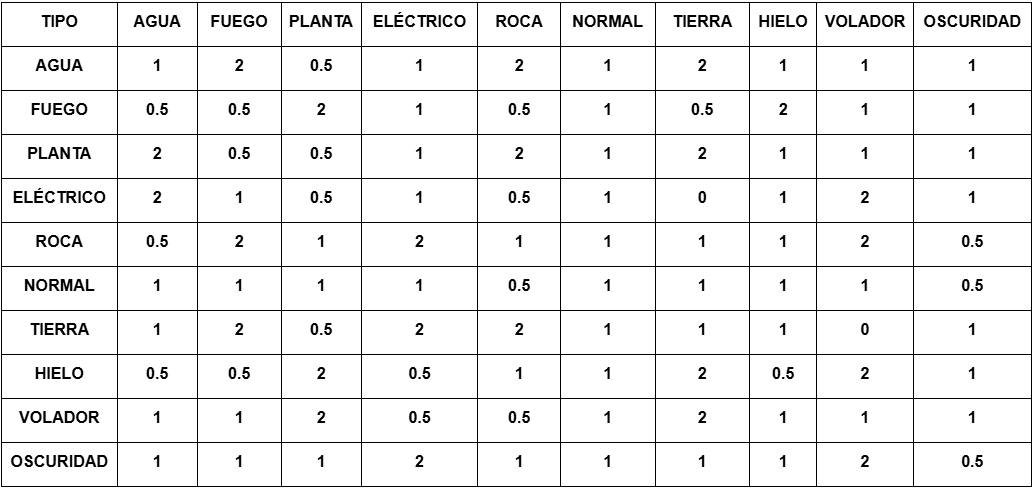 TIPO AGUA FUEGO PLANTA ELÉCTRICO ROCA NORMAL TIERRA HIELO VOLADOR OSCURIDAD
AGUA 1 2 0.5 1 2 1 2 1 1 1
FUEGO 0.5 0.5 2 1 0.5 1 0.5 2 1 1
PLANTA 2 0.5 0.5 1 2 1 2 1 1 1
ELÉCTRICO 2 1 0.5 1 0.5 1 0 1 2 1
ROCA 0.5 2 1 2 1 1 1 1 2 0.5
NORMAL 1 1 1 1 0.5 1 1 1 1 0.5
TIERRA 1 2 0.5 2 2 1 1 1 0 1
HIELO 0.5 0.5 2 0.5 1 1 2 0.5 2 1
VOLADOR 1 1 2 0.5 0.5 1 2 1 1 1
OSCURIDAD 1 1 1 2 1 1 1 1 2 0.5